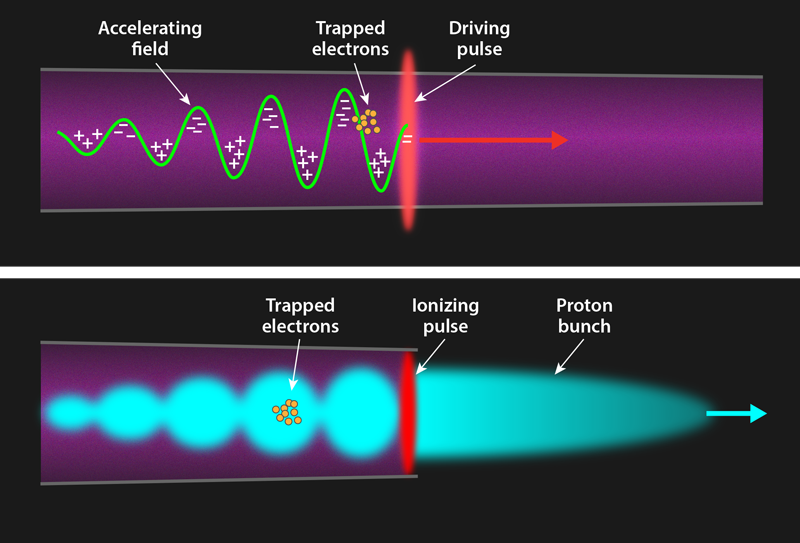 Accelerating
field
Trapped
electrons
Driving
pulse
Trapped
electrons
Ionizing
pulse
Proton
bunch